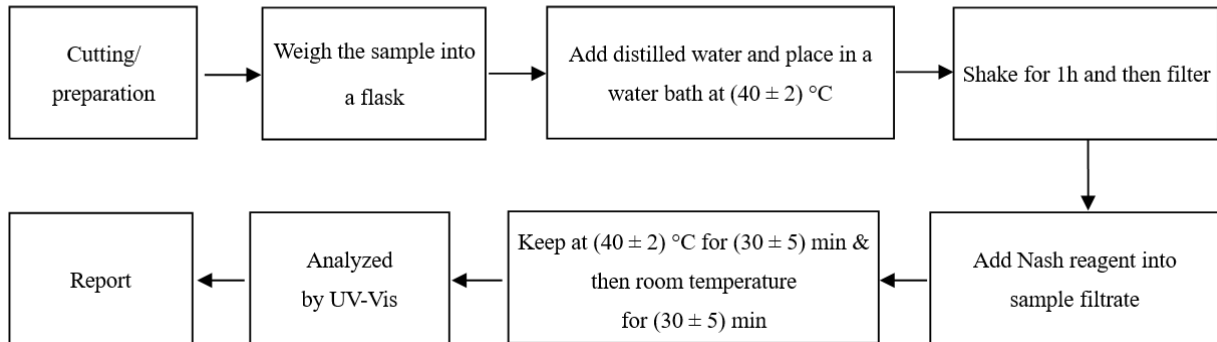 Cutting/
preparation
Weigh the sample into
a flask
Add distilled water and place in a
water bath at (40 ± 2) °C
Shake for 1h and then filter
Add Nash reagent into
sample filtrate
Keep at (40 ± 2) °C for (30 ± 5) min &
then room temperature
for (30 ± 5) min
Analyzed
by UV-Vis
Report